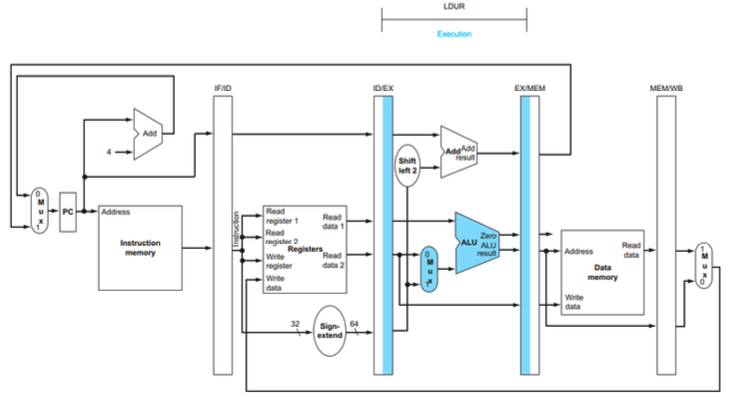 LDUR
Execution
IF/ID
ID/EX
EX/MEM
MEM/WB
Add
4
0
M
u
x
1
PC
Address
Instruction
memory
Instruction
Read
register 1
Read
register 2
Registers
Write
register
Write
data
Read
data 1
Read
data 2
32
Sign-
extend
64
Shift
left 2
Add Add
result
0
M
u
x
1
ALU
Zero
ALU
result
Address
Read
data
Data
memory
Write
data
1
M
u
x
0